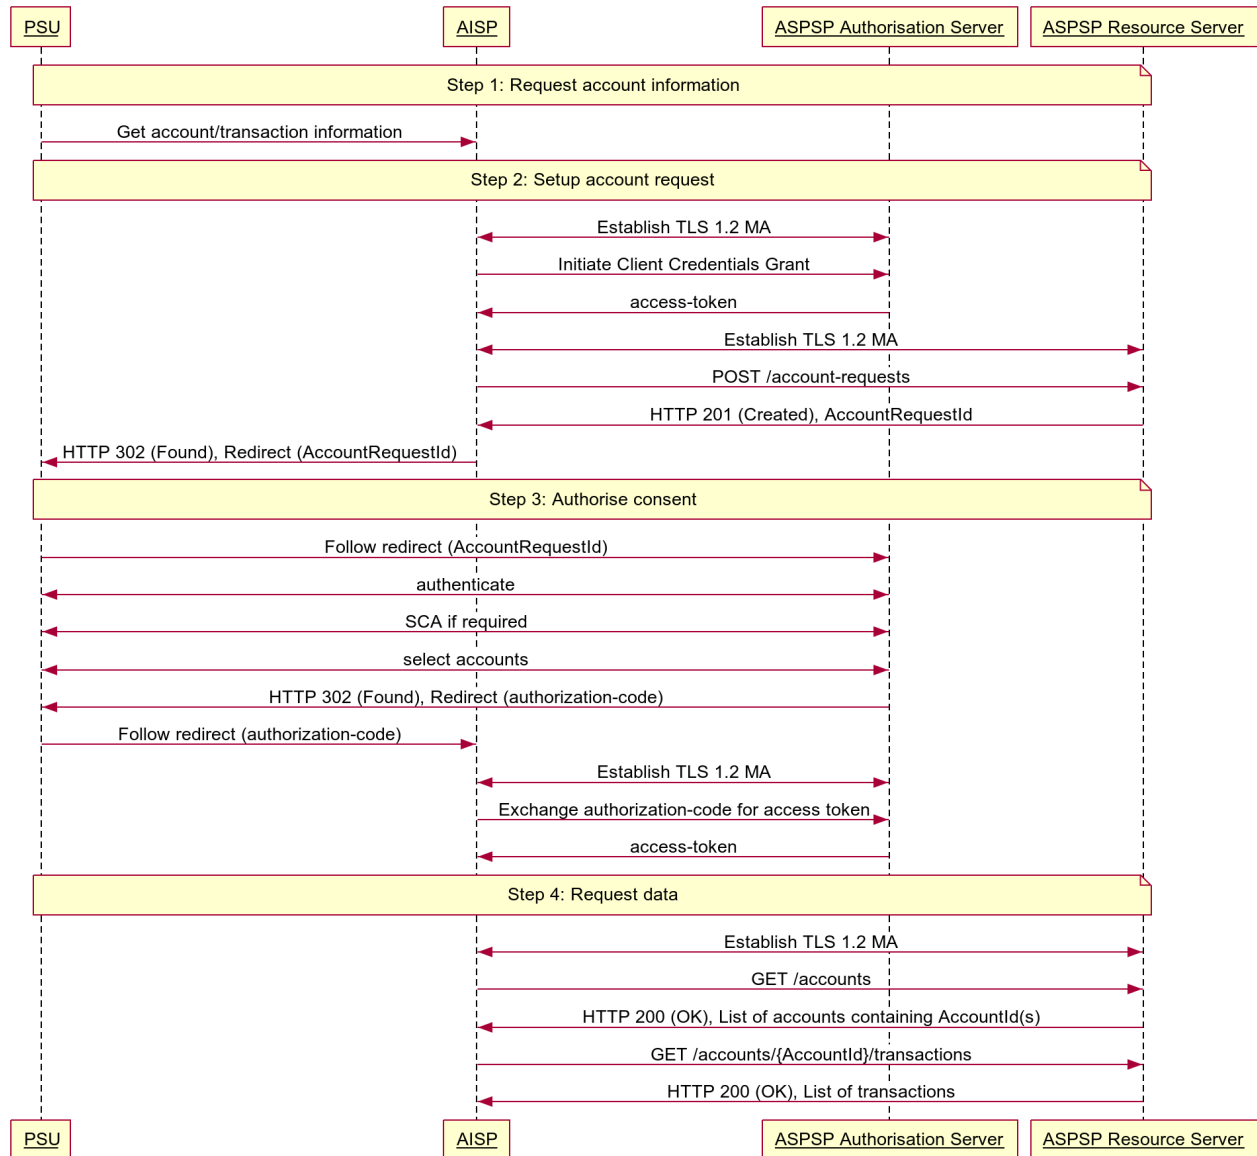 PSU AISP ASPSP Authorisation Server ASPSP Resource Server
Step 1: Request account information
Get account/transaction information
Step 2: Setup account request
Establish TLS 1.2 MA
Initiate Client Credentials Grant
access-token
Establish TLS 1.2 MA
POST /account-requests
HTTP 201 (Created), AccountRequestId
HTTP 302 (Found), Redirect (AccountRequestId)
Step 3: Authorise consent
Follow redirect (AccountRequestId)
authenticate
SCA if required
select accounts
HTTP 302 (Found), Redirect (authorization-code)
Follow redirect (authorization-code)
Establish TLS 1.2 MA
Exchange authorization-code for access token
access-token
Step 4: Request data
Establish TLS 1.2 MA
GET /accounts
HTTP 200 (OK), List of accounts containing AccountId(s)
GET /accounts/{AccountId}/transactions
HTTP 200 (OK), List of transactions
PSU AISP ASPSP Authorisation Server ASPSP Resource Server